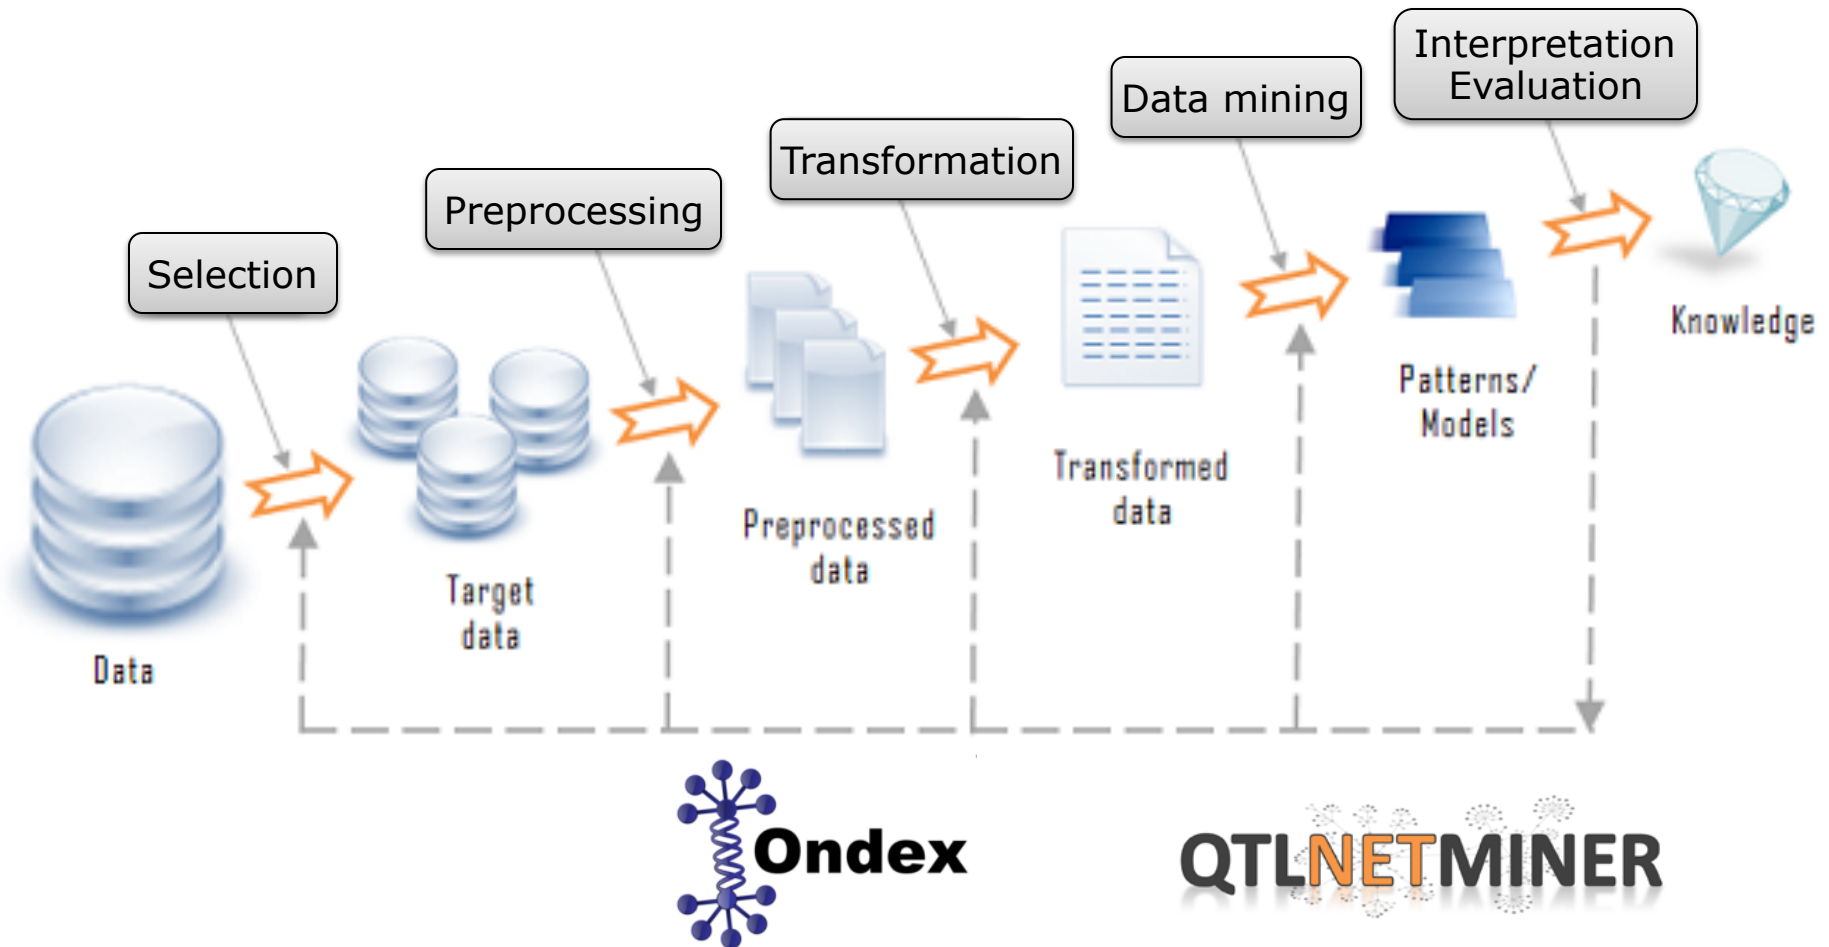 Interpretation
Evaluation
Data mining
Transformation
Preprocessing
Selection
Knowledge
Patterns/
Models
Transformed
data
Preprocessed
data
Target
data
Data
Ondex
QTLNETMINER